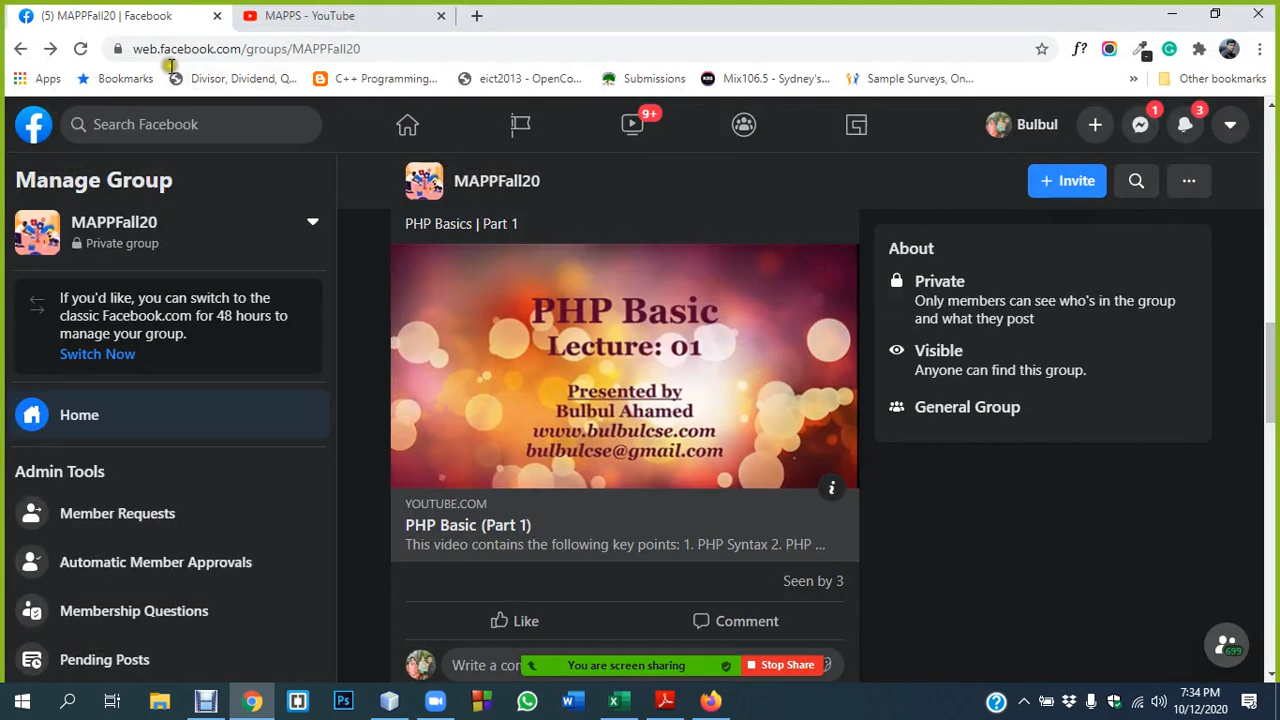 (5) MAPPFall20 | Facebook
MAPPS - YouTube
web.facebook.com/groups/MAPPFall20
f?
Apps
Bookmarks
Divisor, Dividend, Q...
C++ Programming...
eict2013 - OpenCo...
Submissions
Mix106.5 - Sydney's...
Sample Surveys, On...
»
Other bookmarks
Search Facebook
9+
Bulbul
1
3
Manage Group
MAPPFall20
Private group
If you'd like, you can switch to the
classic Facebook.com for 48 hours to
manage your group.
Switch Now
Home
Admin Tools
Member Requests
Automatic Member Approvals
Membership Questions
Pending Posts
MAPPFall20
+ Invite
PHP Basics | Part 1
PHP Basic
Lecture: 01
Presented by
Bulbul Ahamed
www.bulbulcse.com
bulbulcse@gmail.com
YOUTUBE.COM
PHP Basic (Part 1)
This video contains the following key points: 1. PHP Syntax 2. PHP ...
Seen by 3
Like
Comment
Write a co
You are screen sharing
Stop Share
About
Private
Only members can see who's in the group
and what they post
Visible
Anyone can find this group.
General Group
699
7:34 PM
10/12/2020